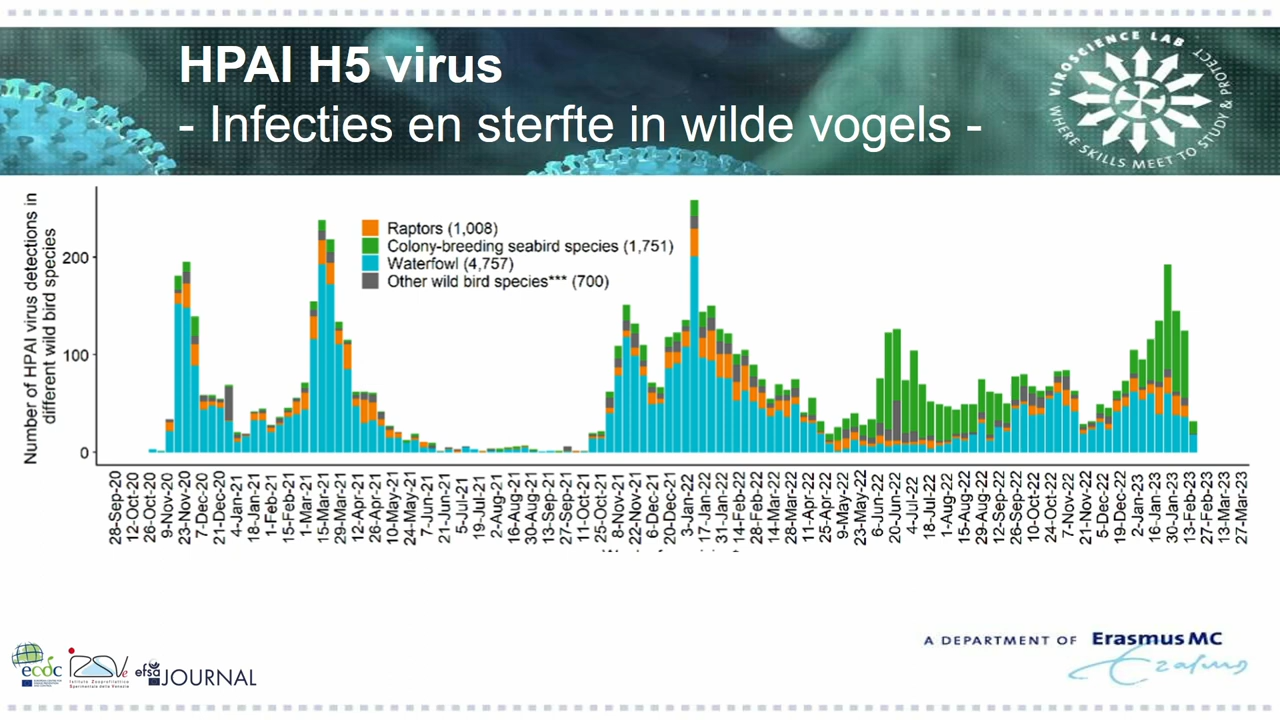 HPAI H5 virus
- Infecties en sterfte in wilde vogels -
VIROSCIENCE LAB
WHERE SKILLS MEET TO STUDY & PROTECT
Number of HPAI virus detections in
different wild bird species
200
100
0
Raptors (1,008)
Colony-breeding seabird species (1,751)
Waterfowl (4,757)
Other wild bird species*** (700)
28-Sep-20
12-Oct-20
26-Oct-20
9-Nov-20
23-Nov-20
7-Dec-20
21-Dec-20
4-Jan-21
18-Jan-21
1-Feb-21
15-Feb-21
1-Mar-21
15-Mar-21
29-Mar-21
12-Apr-21
26-Apr-21
10-May-21
24-May-21
7-Jun-21
21-Jun-21
5-Jul-21
19-Jul-21
2-Aug-21
16-Aug-21
30-Aug-21
13-Sep-21
27-Sep-21
11-Oct-21
25-Oct-21
8-Nov-21
22-Nov-21
6-Dec-21
20-Dec-21
3-Jan-22
17-Jan-22
31-Jan-22
14-Feb-22
28-Feb-22
14-Mar-22
28-Mar-22
11-Apr-22
25-Apr-22
9-May-22
23-May-22
6-Jun-22
20-Jun-22
4-Jul-22
18-Jul-22
1-Aug-22
15-Aug-22
29-Aug-22
12-Sep-22
26-Sep-22
10-Oct-22
24-Oct-22
7-Nov-22
21-Nov-22
5-Dec-22
19-Dec-22
2-Jan-23
16-Jan-23
30-Jan-23
13-Feb-23
27-Feb-23
13-Mar-23
27-Mar-23
ecdc
IZSVe
Istituto Zooprofilattico
Sperimentale delle Venezie
efsa JOURNAL
A DEPARTMENT OF Erasmus MC
Erasmus